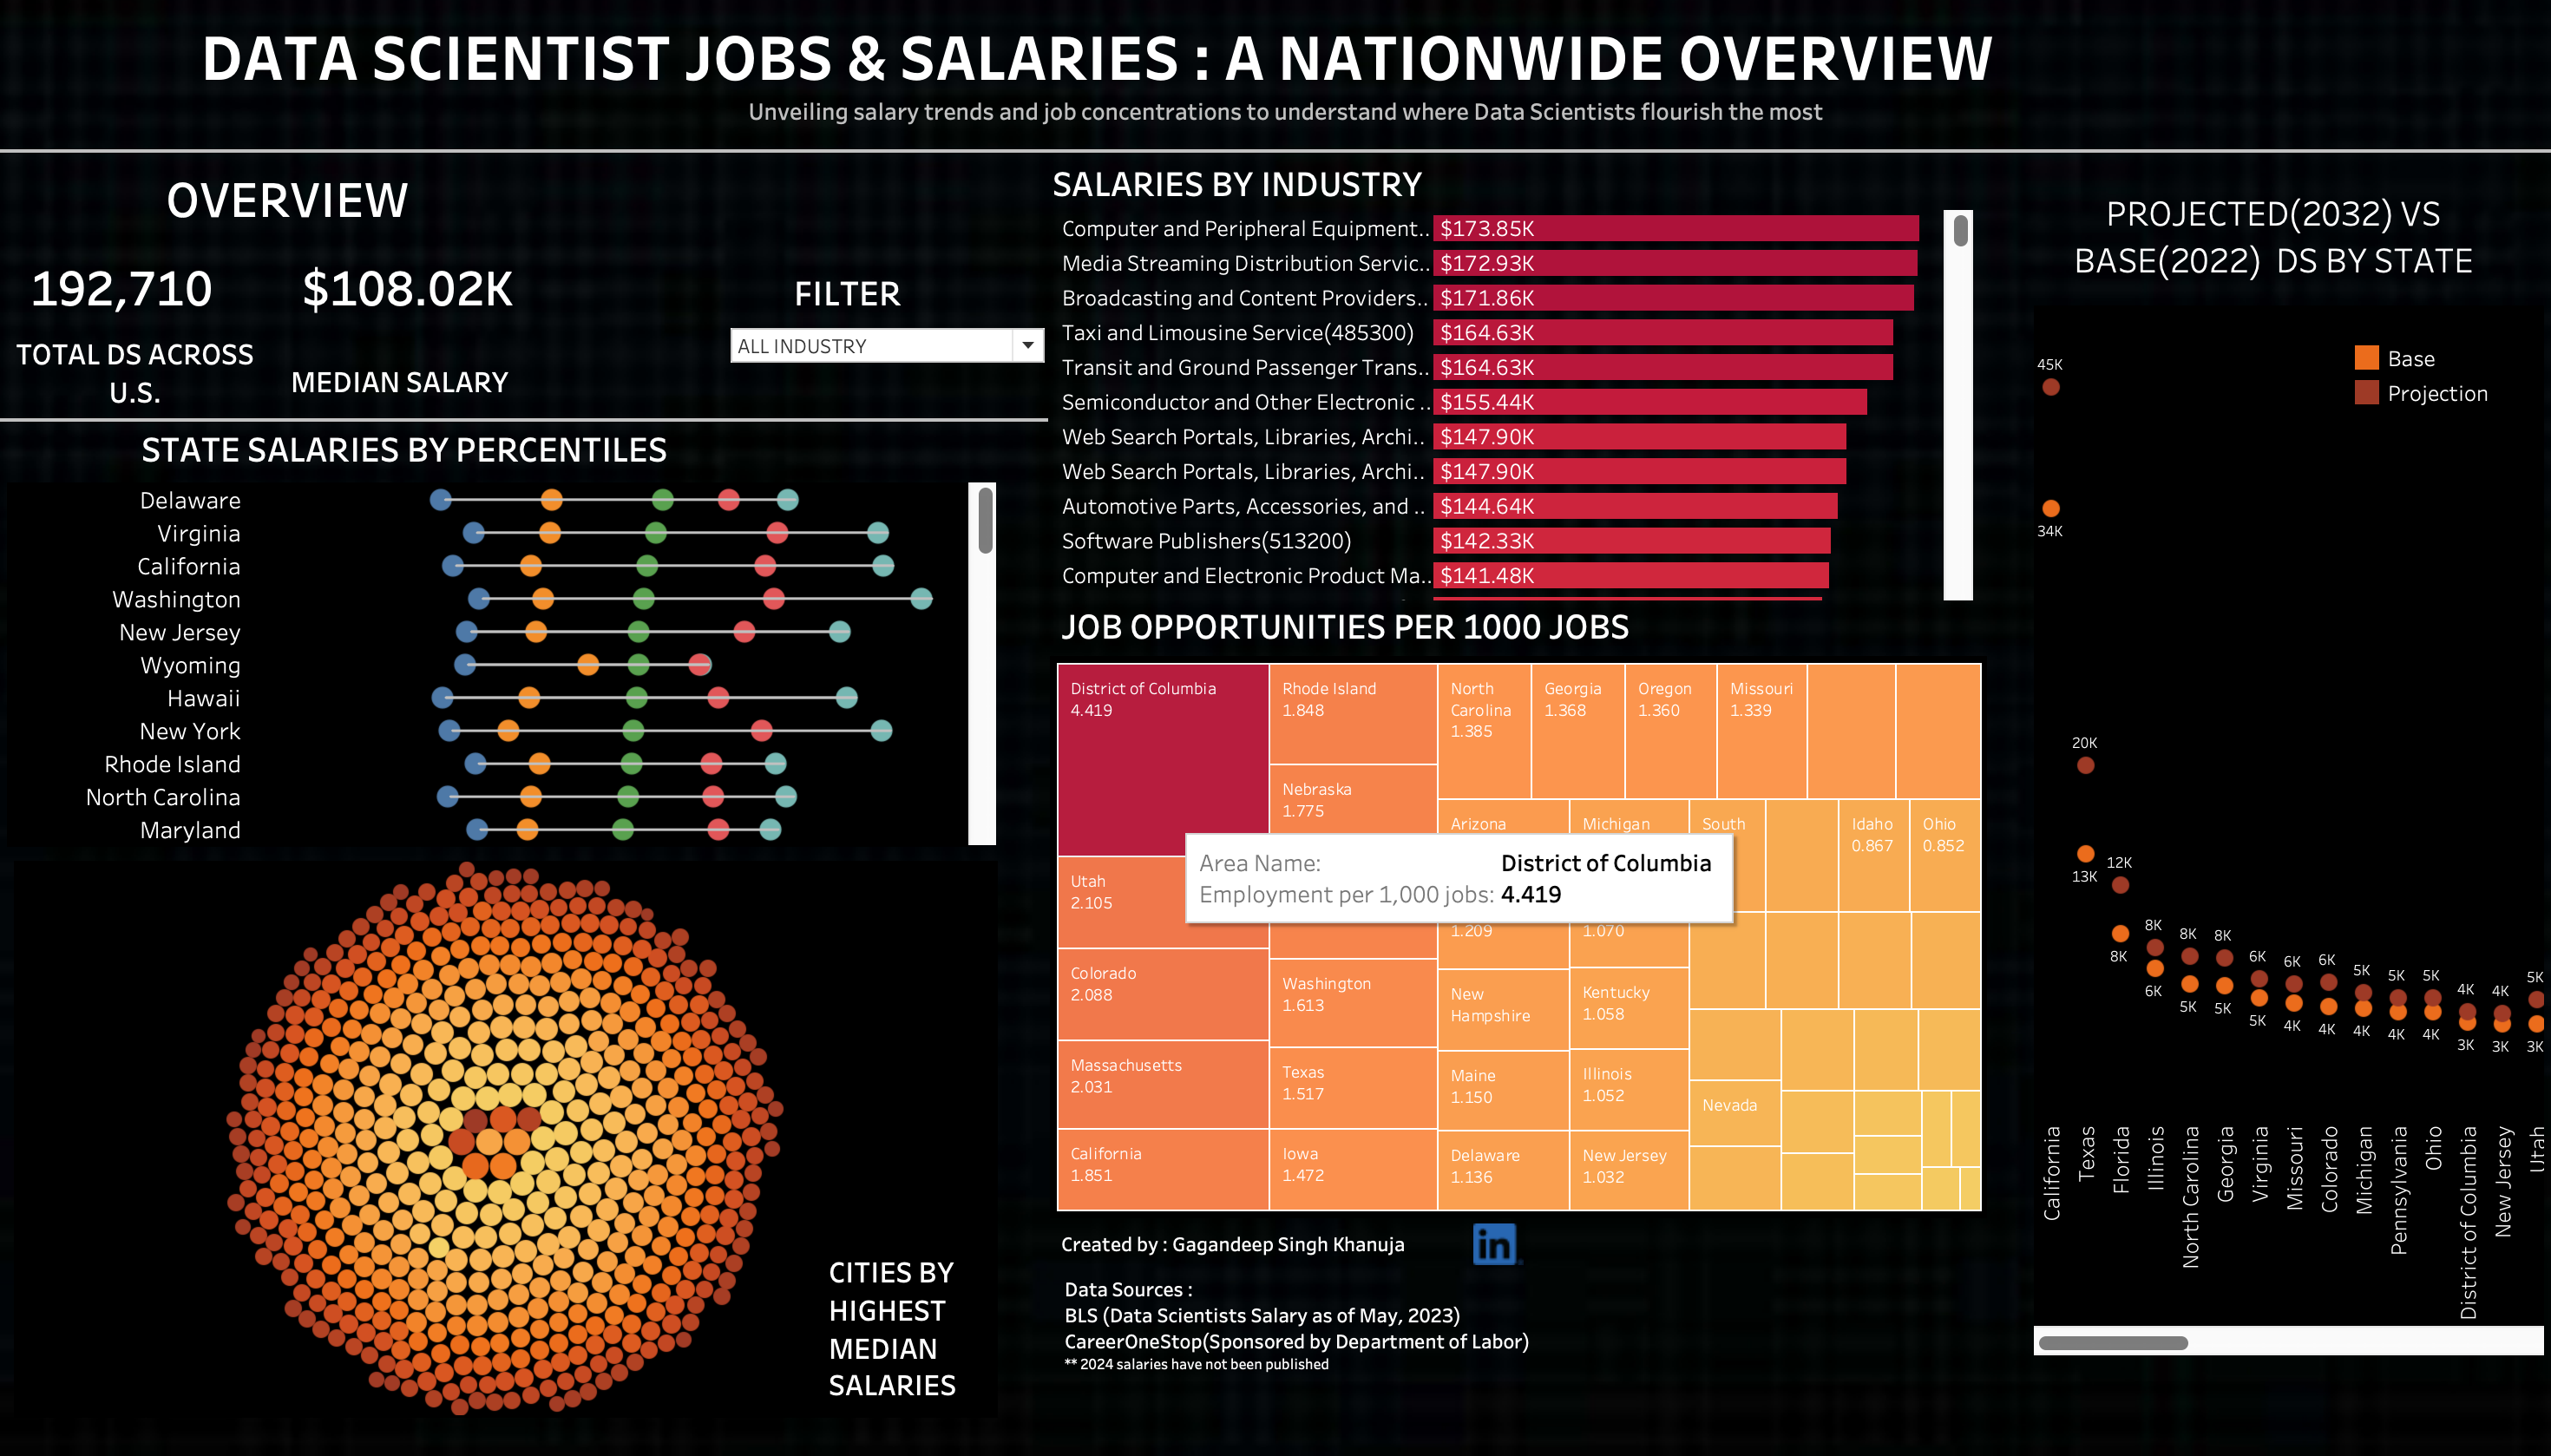 DATA SCIENTIST JOBS & SALARIES : A NATIONWIDE OVERVIEW
Unveiling salary trends and job concentrations to understand where Data Scientists flourish the most
OVERVIEW
192,710
$108.02K
TOTAL DS ACROSS
U.S.
MEDIAN SALARY
FILTER
ALL INDUSTRY
STATE SALARIES BY PERCENTILES
Delaware
Virginia
California
Washington
New Jersey
Wyoming
Hawaii
New York
Rhode Island
North Carolina
Maryland
CITIES BY
HIGHEST
MEDIAN
SALARIES
SALARIES BY INDUSTRY
Computer and Peripheral Equipment.. $173.85K
Media Streaming Distribution Servic.. $172.93K
Broadcasting and Content Providers.. $171.86K
Taxi and Limousine Service(485300) $164.63K
Transit and Ground Passenger Trans.. $164.63K
Semiconductor and Other Electronic .. $155.44K
Web Search Portals, Libraries, Archi.. $147.90K
Web Search Portals, Libraries, Archi.. $147.90K
Automotive Parts, Accessories, and .. $144.64K
Software Publishers(513200) $142.33K
Computer and Electronic Product Ma.. $141.48K
JOB OPPORTUNITIES PER 1000 JOBS
District of Columbia
4.419
Utah
2.105
Colorado
2.088
Massachusetts
2.031
California
1.851
Rhode Island
1.848
Nebraska
1.775
Washington
1.613
Texas
1.517
Iowa
1.472
North
Carolina
1.385
Georgia
1.368
Oregon
1.360
Missouri
1.339
Arizona
1.209
New
Hampshire
Maine
1.150
Delaware
1.136
Michigan
1.070
Kentucky
1.058
Illinois
1.052
New Jersey
1.032
South
Idaho
0.867
Ohio
0.852
Nevada
Area Name: District of Columbia
Employment per 1,000 jobs: 4.419
Created by : Gagandeep Singh Khanuja
in
Data Sources :
BLS (Data Scientists Salary as of May, 2023)
CareerOneStop(Sponsored by Department of Labor)
** 2024 salaries have not been published
PROJECTED(2032) VS
BASE(2022) DS BY STATE
Base
Projection
45K
34K
20K
13K
12K
8K
8K
6K
8K
5K
8K
5K
6K
5K
6K
4K
6K
4K
5K
4K
5K
4K
5K
4K
4K
3K
4K
3K
5K
3K
California
Texas
Florida
Illinois
North Carolina
Georgia
Virginia
Missouri
Colorado
Michigan
Pennsylvania
Ohio
District of Columbia
New Jersey
Utah